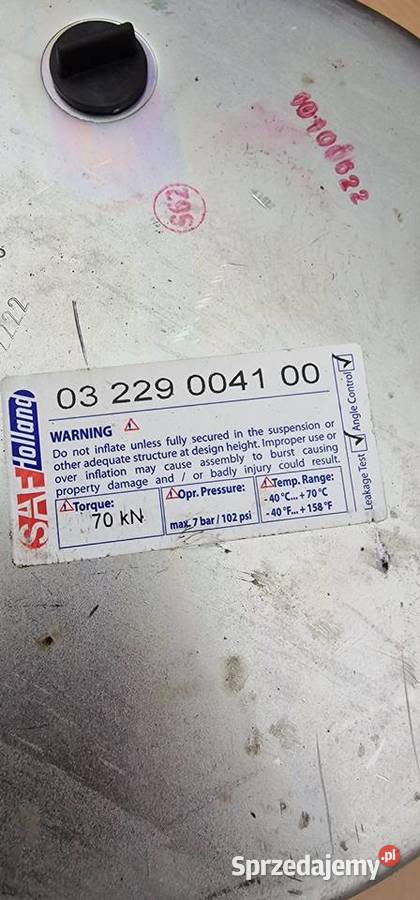 00100622
562
222
SAF Holland
03 229 0041 00
WARNING
Do not inflate unless fully secured in the suspension or
other adequate structure at design height. Improper use or
over inflation may cause assembly to burst causing
property damage and / or badly injury could result.
Torque:
70 kN
Opr. Pressure:
max. 7 bar / 102 psi
Temp. Range:
- 40 °C... + 70 °C
- 40 °F... + 158 °F
Leakage Test
Angle Control
Sprzedajemy.pl